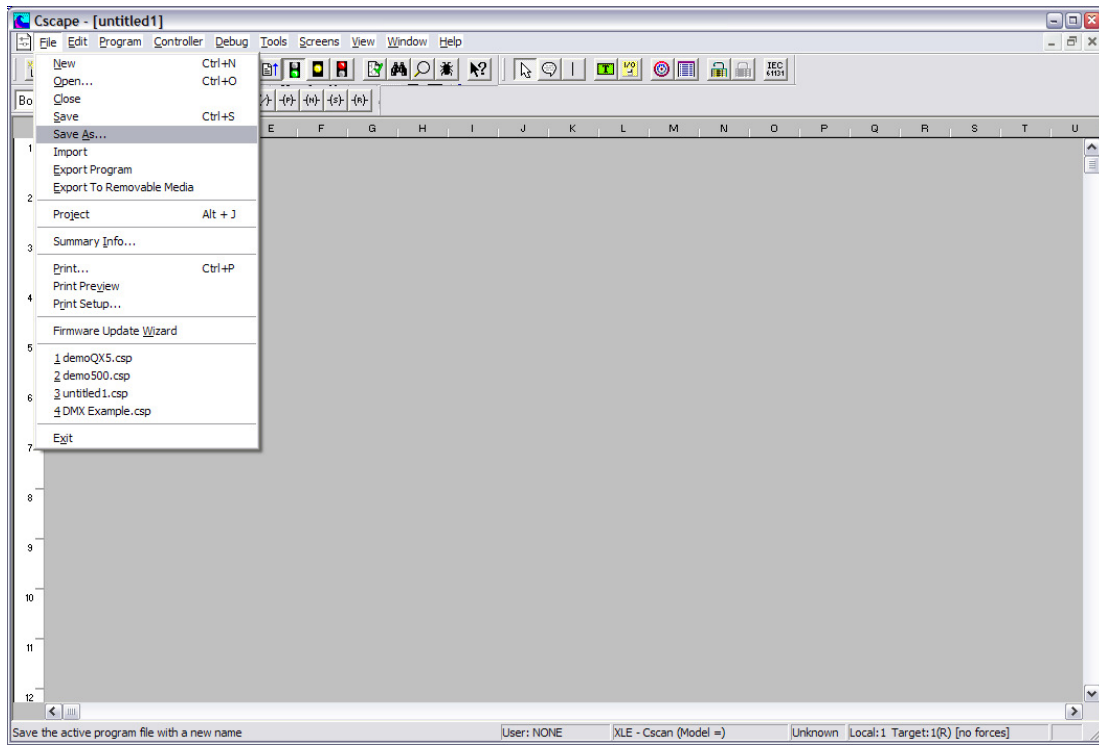 Cscape - [untitled1]
File Edit Program Controller Debug Tools Screens View Window Help
New Ctrl+N
Open... Ctrl+O
Close
Save Ctrl+S
Save As...
Import
Export Program
Export To Removable Media
Project Alt + J
Summary Info...
Print... Ctrl+P
Print Preview
Print Setup...
Firmware Update Wizard
1 demoQX5.csp
2 demo500.csp
3 untitled1.csp
4 DMX Example.csp
Exit
T I/O IEC 61131
Bo (/) (P) (N) (S) (R)
E F G H I J K L M N O P Q R S T U
1
2
3
4
5
6
7
8
9
10
11
12
Save the active program file with a new name User: NONE XLE - Cscan (Model =) Unknown Local:1 Target:1(R) [no forces]